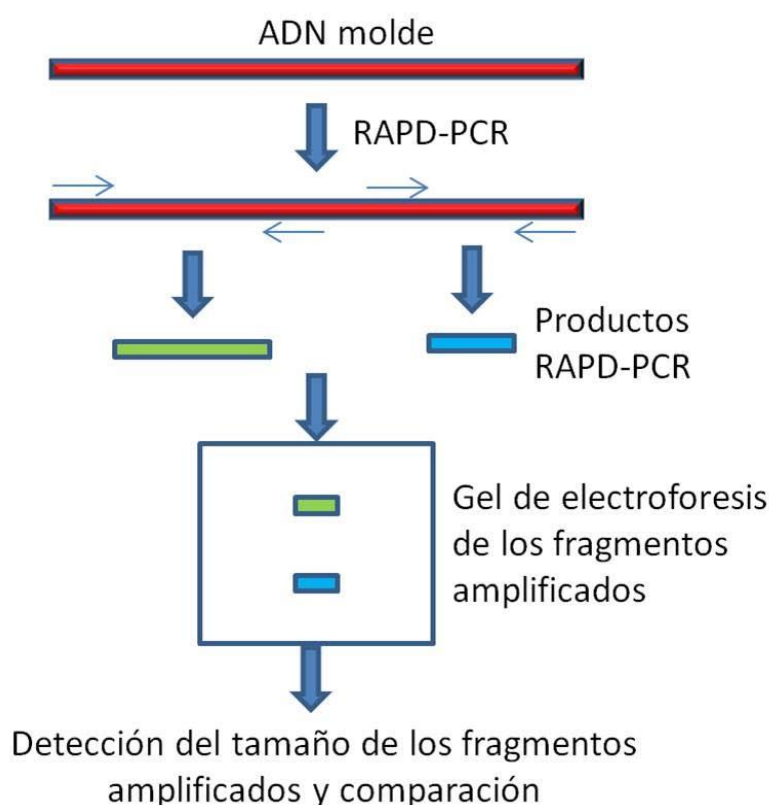 ADN molde
RAPD-PCR
Productos
RAPD-PCR
Gel de electroforesis
de los fragmentos
amplificados
Detección del tamaño de los fragmentos
amplificados y comparación